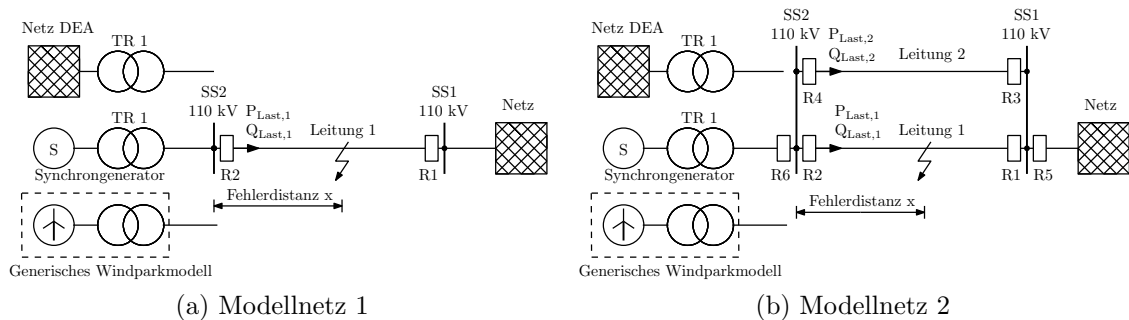 Netz DEA
TR 1
SS2
110 kV
P_Last,1
Q_Last,1
Leitung 1
SS1
110 kV
Netz
TR 1
S
Synchrongenerator
R2
R1
Fehlerdistanz x
Generisches Windparkmodell
(a) Modellnetz 1
Netz DEA
TR 1
SS2
110 kV
P_Last,2
Q_Last,2
Leitung 2
SS1
110 kV
R4
R3
TR 1
P_Last,1
Q_Last,1
Leitung 1
Netz
S
Synchrongenerator
R6
R2
R1
R5
Fehlerdistanz x
Generisches Windparkmodell
(b) Modellnetz 2